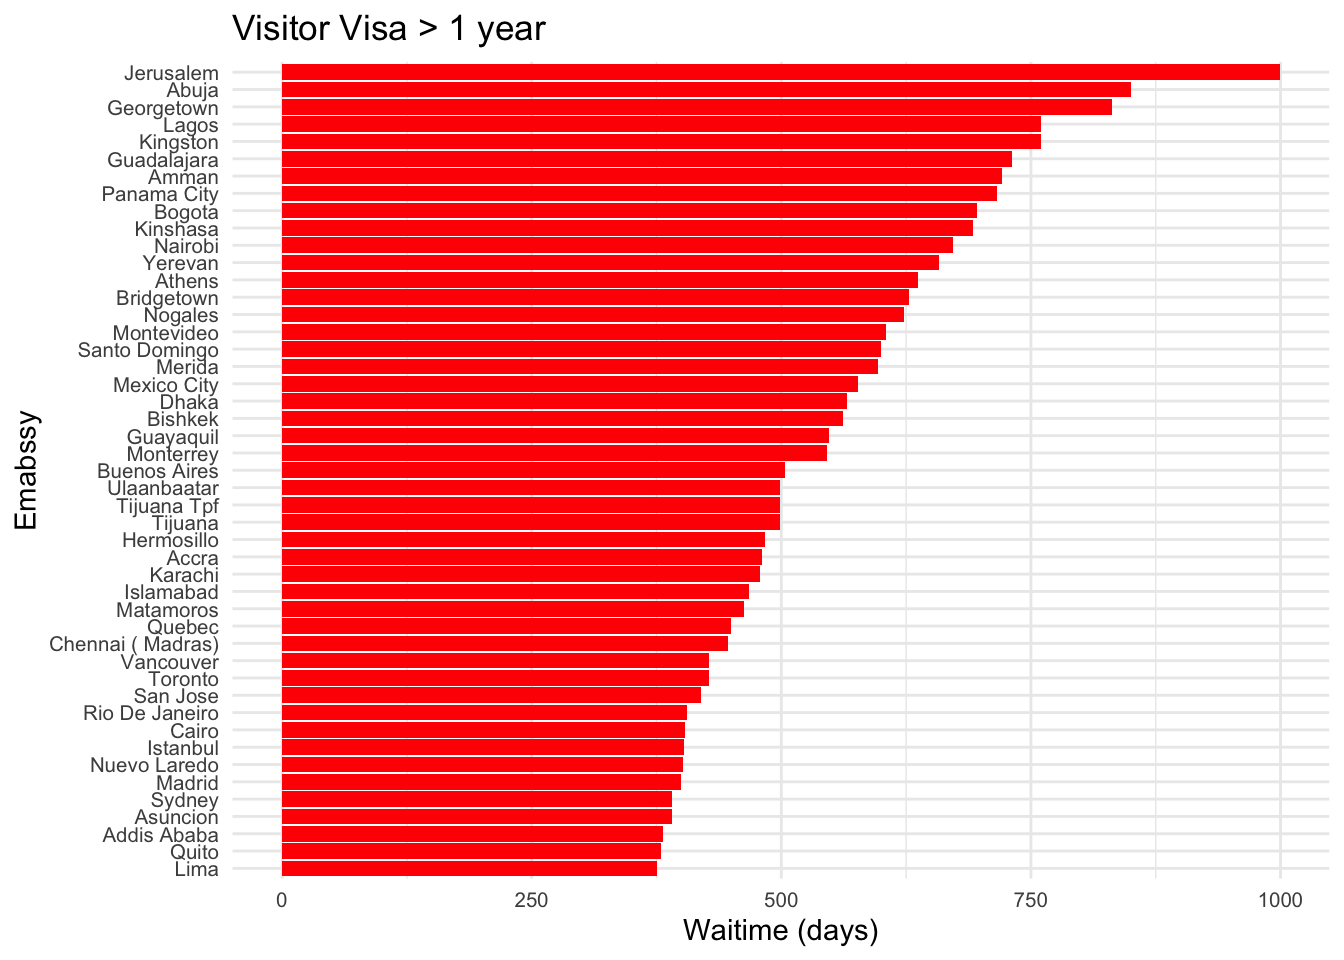 Visitor Visa > 1 year
Emabssy
Jerusalem
Abuja
Georgetown
Lagos
Kingston
Guadalajara
Amman
Panama City
Bogota
Kinshasa
Nairobi
Yerevan
Athens
Bridgetown
Nogales
Montevideo
Santo Domingo
Merida
Mexico City
Dhaka
Bishkek
Guayaquil
Monterrey
Buenos Aires
Ulaanbaatar
Tijuana Tpf
Tijuana
Hermosillo
Accra
Karachi
Islamabad
Matamoros
Quebec
Chennai ( Madras)
Vancouver
Toronto
San Jose
Rio De Janeiro
Cairo
Istanbul
Nuevo Laredo
Madrid
Sydney
Asuncion
Addis Ababa
Quito
Lima
0 250 500 750 1000
Waitime (days)